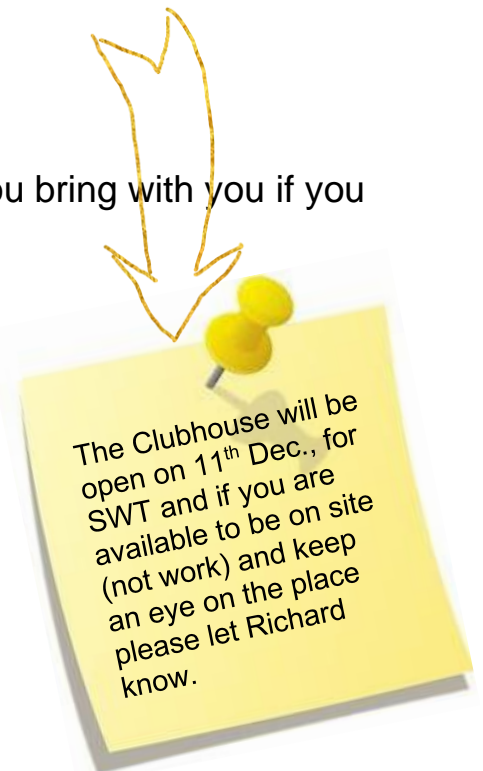 ou bring with you if you
The Clubhouse will be
open on 11th Dec., for
SWT and if you are
available to be on site
(not work) and keep
an eye on the place
please let Richard
know.